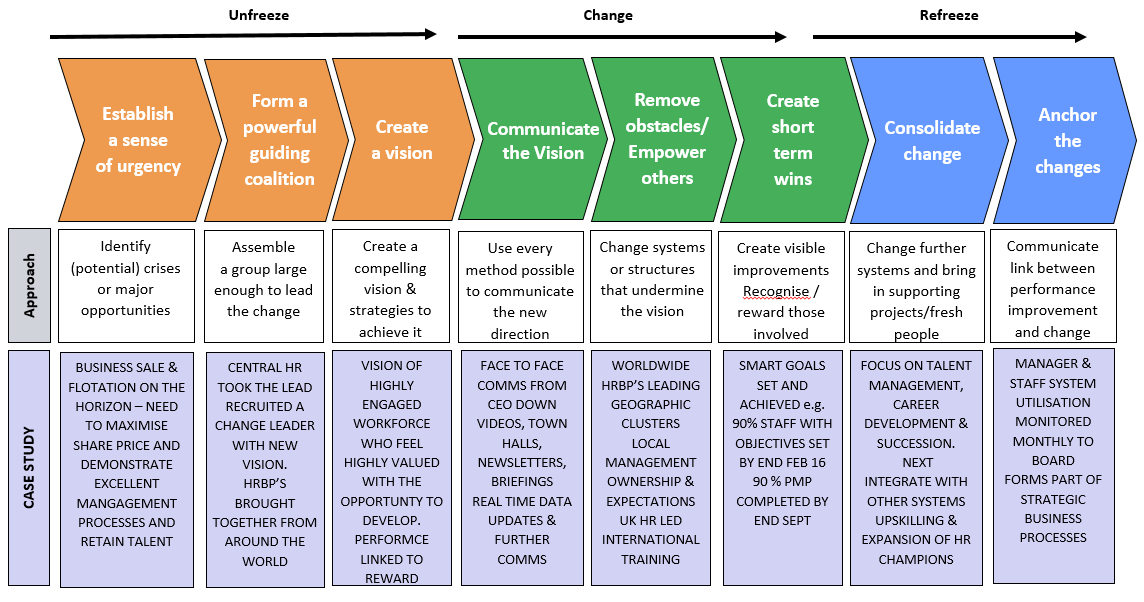 Unfreeze
Change
Refreeze
Establish
a sense
of urgency
Form a
powerful
guiding
coalition
Create
a vision
Communicate
the Vision
Remove
obstacles/
Empower
others
Create
short
term
wins
Consolidate
change
Anchor
the
changes
Approach
Identify
(potential) crises
or major
opportunities
Assemble
a group large
enough to lead
the change
Create a
compelling
vision &
strategies to
achieve it
Use every
method possible
to communicate
the new
direction
Change systems
or structures
that undermine
the vision
Create visible
improvements
Recognise /
reward those
involved
Change further
systems and bring
in supporting
projects/fresh
people
Communicate
link between
performance
improvement
and change
CASE STUDY
BUSINESS SALE &
FLOTATION ON THE
HORIZON – NEED
TO MAXIMISE
SHARE PRICE AND
DEMONSTRATE
EXCELLENT
MANGAGEMENT
PROCESSES AND
RETAIN TALENT
CENTRAL HR
TOOK THE LEAD
RECRUITED A
CHANGE LEADER
WITH NEW
VISION.
HRBP'S
BROUGHT
TOGETHER FROM
AROUND THE
WORLD
VISION OF
HIGHLY
ENGAGED
WORKFORCE
WHO FEEL
HIGHLY VALUED
WITH THE
OPPORTUNTY TO
DEVELOP.
PERFORMCE
LINKED TO
REWARD
FACE TO FACE
COMMS FROM
CEO DOWN
VIDEOS, TOWN
HALLS,
NEWSLETTERS,
BRIEFINGS
REAL TIME DATA
UPDATES &
FURTHER
COMMS
WORLDWIDE
HRBP'S LEADING
GEOGRAPHIC
CLUSTERS
LOCAL
MANAGEMENT
OWNERSHIP &
EXPECTATIONS
UK HR LED
INTERNATIONAL
TRAINING
SMART GOALS
SET AND
ACHIEVED e.g.
90% STAFF WITH
OBJECTIVES SET
BY END FEB 16
90 % PMP
COMPLETED BY
END SEPT
FOCUS ON TALENT
MANAGEMENT,
CAREER
DEVELOPMENT &
SUCCESSION.
NEXT
INTEGRATE WITH
OTHER SYSTEMS
UPSKILLING &
EXPANSION OF HR
CHAMPIONS
MANAGER &
STAFF SYSTEM
UTILISATION
MONITORED
MONTHLY TO
BOARD
FORMS PART OF
STRATEGIC
BUSINESS
PROCESSES